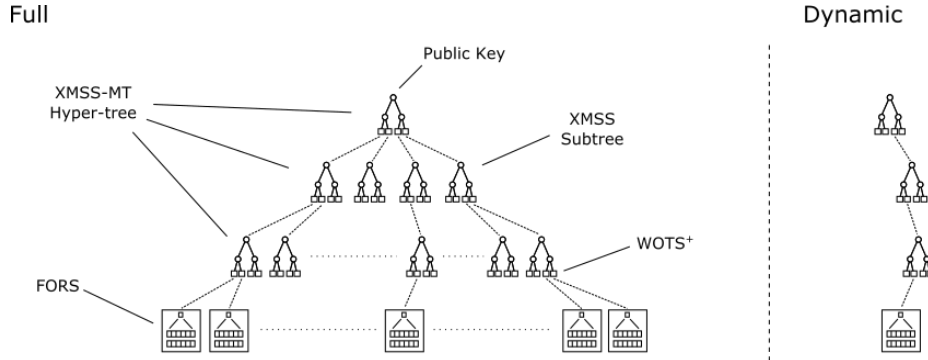 Full
Dynamic
Public Key
XMSS-MT
Hyper-tree
XMSS
Subtree
WOTS⁺
FORS